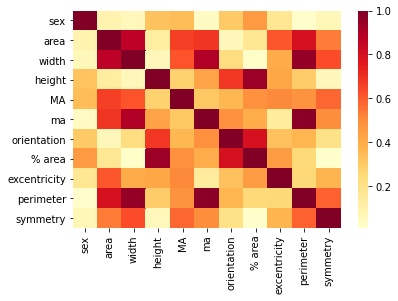 sex
area
width
height
MA
ma
orientation
% area
excentricity
perimeter
symmetry
sex
area
width
height
MA
ma
orientation
% area
excentricity
perimeter
symmetry
1.0
0.8
0.6
0.4
0.2